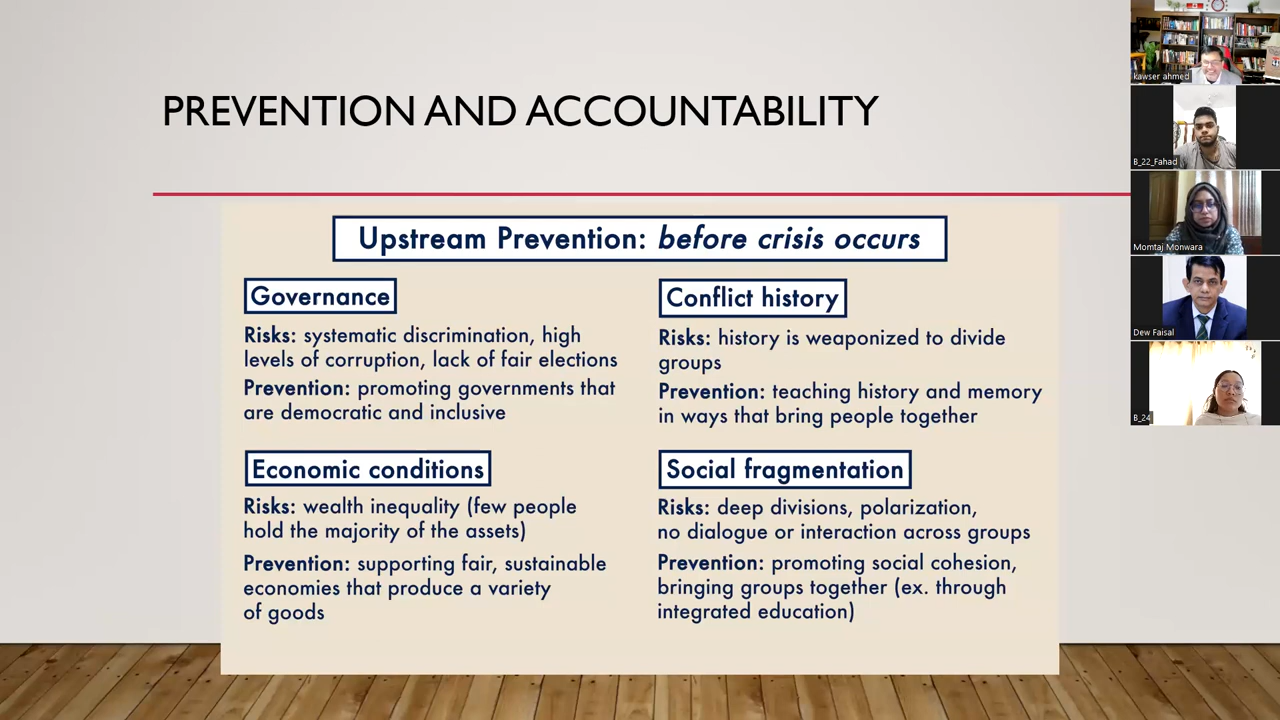 PREVENTION AND ACCOUNTABILITY
Upstream Prevention: before crisis occurs
Governance
Risks: systematic discrimination, high
levels of corruption, lack of fair elections
Prevention: promoting governments that
are democratic and inclusive
Conflict history
Risks: history is weaponized to divide
groups
Prevention: teaching history and memory
in ways that bring people together
Economic conditions
Risks: wealth inequality (few people
hold the majority of the assets)
Prevention: supporting fair, sustainable
economies that produce a variety
of goods
Social fragmentation
Risks: deep divisions, polarization,
no dialogue or interaction across groups
Prevention: promoting social cohesion,
bringing groups together (ex. through
integrated education)
kawser ahmed
B_22_Fahad
Momtaj Monwara
Dew Faisal
B_24